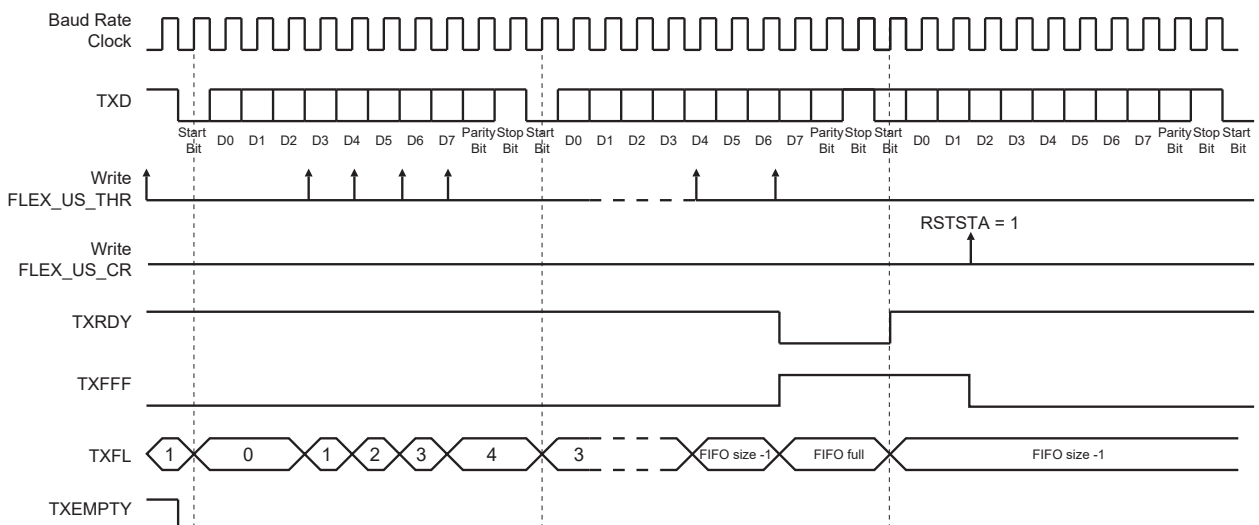 Baud Rate
Clock
TXD
Start
Bit
D0 D1 D2 D3 D4 D5 D6 D7
Parity
Bit
Stop
Bit
Start
Bit
D0 D1 D2 D3 D4 D5 D6 D7
Parity
Bit
Stop
Bit
Start
Bit
D0 D1 D2 D3 D4 D5 D6 D7
Parity
Bit
Stop
Bit
Start
Bit
Write
FLEX_US_THR
RSTSTA = 1
Write
FLEX_US_CR
TXRDY
TXFFF
TXFL 1 0 1 2 3 4 3 FIFO size -1 FIFO full FIFO size -1
TXEMPTY